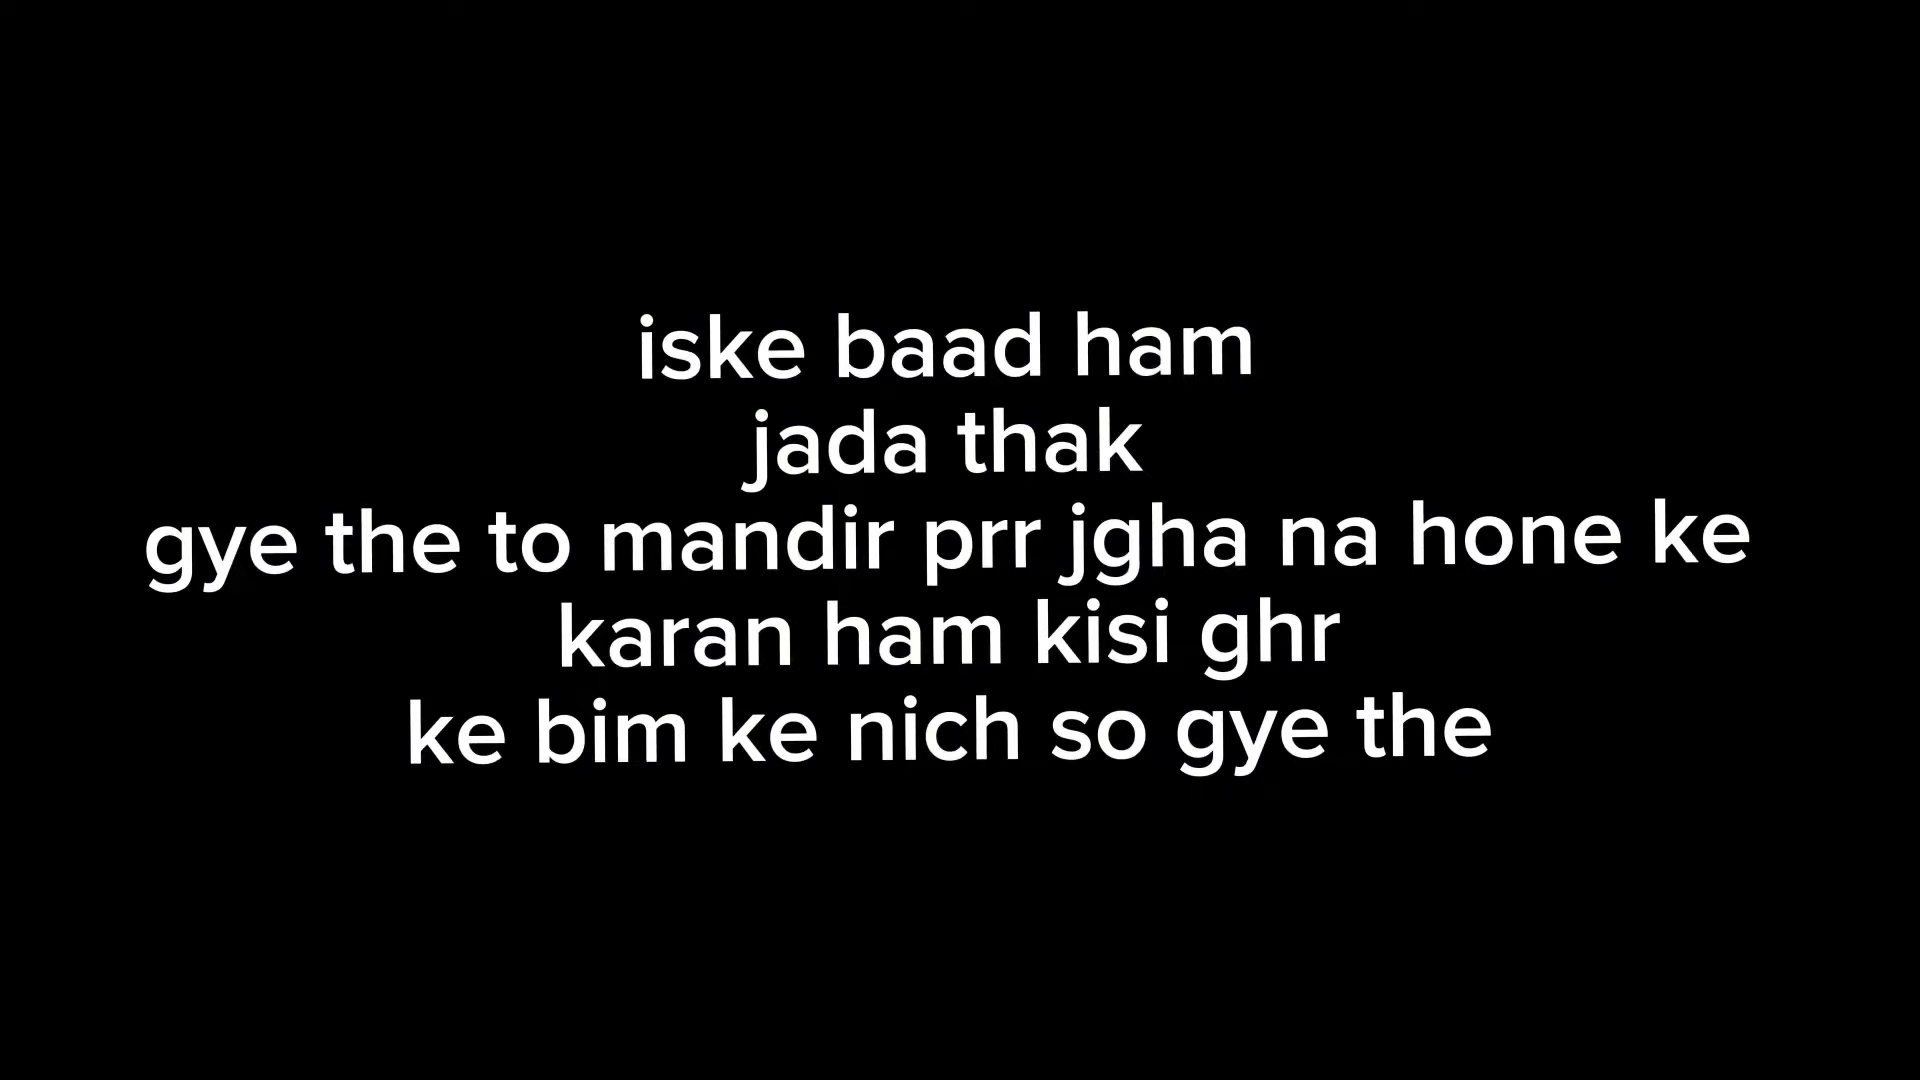 iske baad ham
jada thak
gye the to mandir prr jgha na hone ke
karan ham kisi ghr
ke bim ke nich so gye the